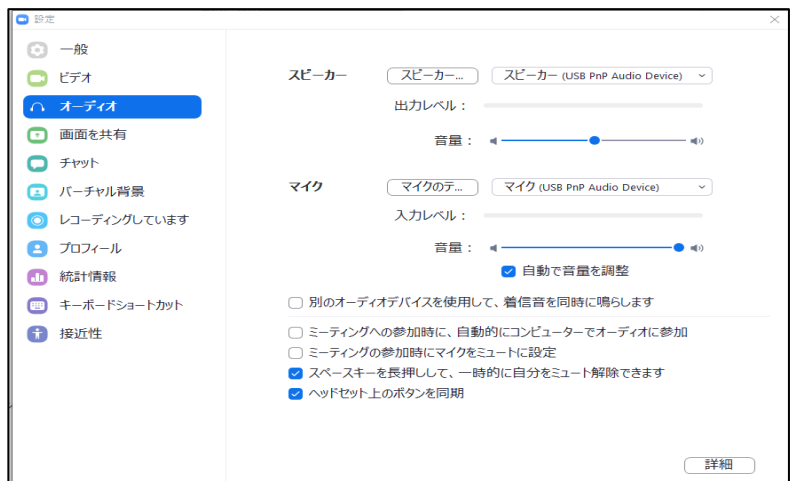 設定
一般
ビデオ
オーディオ
画面を共有
チャット
バーチャル背景
レコーディングしています
プロフィール
統計情報
キーボードショートカット
接近性
スピーカー スピーカー... スピーカー (USB PnP Audio Device)
出力レベル：
音量：
マイク マイクのテ... マイク (USB PnP Audio Device)
入力レベル：
音量：
自動で音量を調整
別のオーディオデバイスを使用して、着信音を同時に鳴らします
ミーティングへの参加時に、自動的にコンピューターでオーディオに参加
ミーティングの参加時にマイクをミュートに設定
スペースキーを長押しして、一時的に自分をミュート解除できます
ヘッドセット上のボタンを同期
詳細